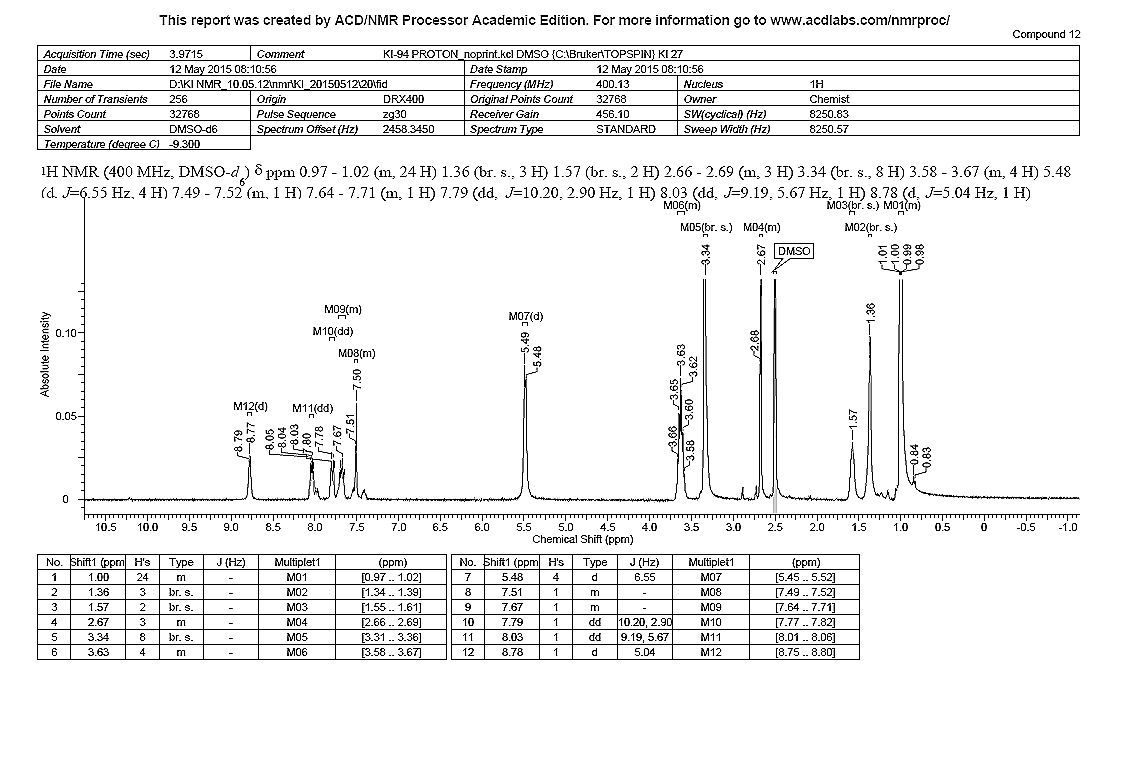 This report was created by ACD/NMR Processor Academic Edition. For more information go to www.acdlabs.com/nmrproc/
Compound 12
Acquisition Time (sec) 3.9715 Comment KI-94 PROTON_noprint.kcl DMSO {C:\Bruker\TOPSPIN} KI 27
Date 12 May 2015 08:10:56 Date Stamp 12 May 2015 08:10:56
File Name D:\KI NMR_10.05.12\nmr\KI_20150512\20\fid Frequency (MHz) 400.13 Nucleus 1H
Number of Transients 256 Origin DRX400 Original Points Count 32768 Owner Chemist
Points Count 32768 Pulse Sequence zg30 Receiver Gain 456.10 SW(cyclical) (Hz) 8250.83
Solvent DMSO-d6 Spectrum Offset (Hz) 2458.3450 Spectrum Type STANDARD Sweep Width (Hz) 8250.57
Temperature (degree C) -9.300
1H NMR (400 MHz, DMSO-d6) δ ppm 0.97 - 1.02 (m, 24 H) 1.36 (br. s., 3 H) 1.57 (br. s., 2 H) 2.66 - 2.69 (m, 3 H) 3.34 (br. s., 8 H) 3.58 - 3.67 (m, 4 H) 5.48
(d, J=6.55 Hz, 4 H) 7.49 - 7.52 (m, 1 H) 7.64 - 7.71 (m, 1 H) 7.79 (dd, J=10.20, 2.90 Hz, 1 H) 8.03 (dd, J=9.19, 5.67 Hz, 1 H) 8.78 (d, J=5.04 Hz, 1 H)
M06(m) M03(br. s.) M01(m)
M05(br. s.) M04(m) M02(br. s.)
DMSO
3.34 2.67 1.01 1.00 0.99 0.98
M09(m)
M07(d)
M10(dd)
M08(m)
M12(d) M11(dd)
8.79 8.77 8.05 8.04 8.03 7.80 7.78 7.67 7.51 7.50 5.49 5.48 3.66 3.65 3.63 3.62 3.60 3.58 2.68 1.57 1.36 0.84 0.83
Absolute Intensity
0.10
0.05
0
10.5 10.0 9.5 9.0 8.5 8.0 7.5 7.0 6.5 6.0 5.5 5.0 4.5 4.0 3.5 3.0 2.5 2.0 1.5 1.0 0.5 0 -0.5 -1.0
Chemical Shift (ppm)
No. Shift1 (ppm H's Type J (Hz) Multiplet1 (ppm) No. Shift1 (ppm H's Type J (Hz) Multiplet1 (ppm)
1 1.00 24 m - M01 [0.97 .. 1.02] 7 5.48 4 d 6.55 M07 [5.45 .. 5.52]
2 1.36 3 br. s. - M02 [1.34 .. 1.39] 8 7.51 1 m - M08 [7.49 .. 7.52]
3 1.57 2 br. s. - M03 [1.55 .. 1.61] 9 7.67 1 m - M09 [7.64 .. 7.71]
4 2.67 3 m - M04 [2.66 .. 2.69] 10 7.79 1 dd 10.20, 2.90 M10 [7.77 .. 7.82]
5 3.34 8 br. s. - M05 [3.31 .. 3.36] 11 8.03 1 dd 9.19, 5.67 M11 [8.01 .. 8.06]
6 3.63 4 m - M06 [3.58 .. 3.67] 12 8.78 1 d 5.04 M12 [8.75 .. 8.80]